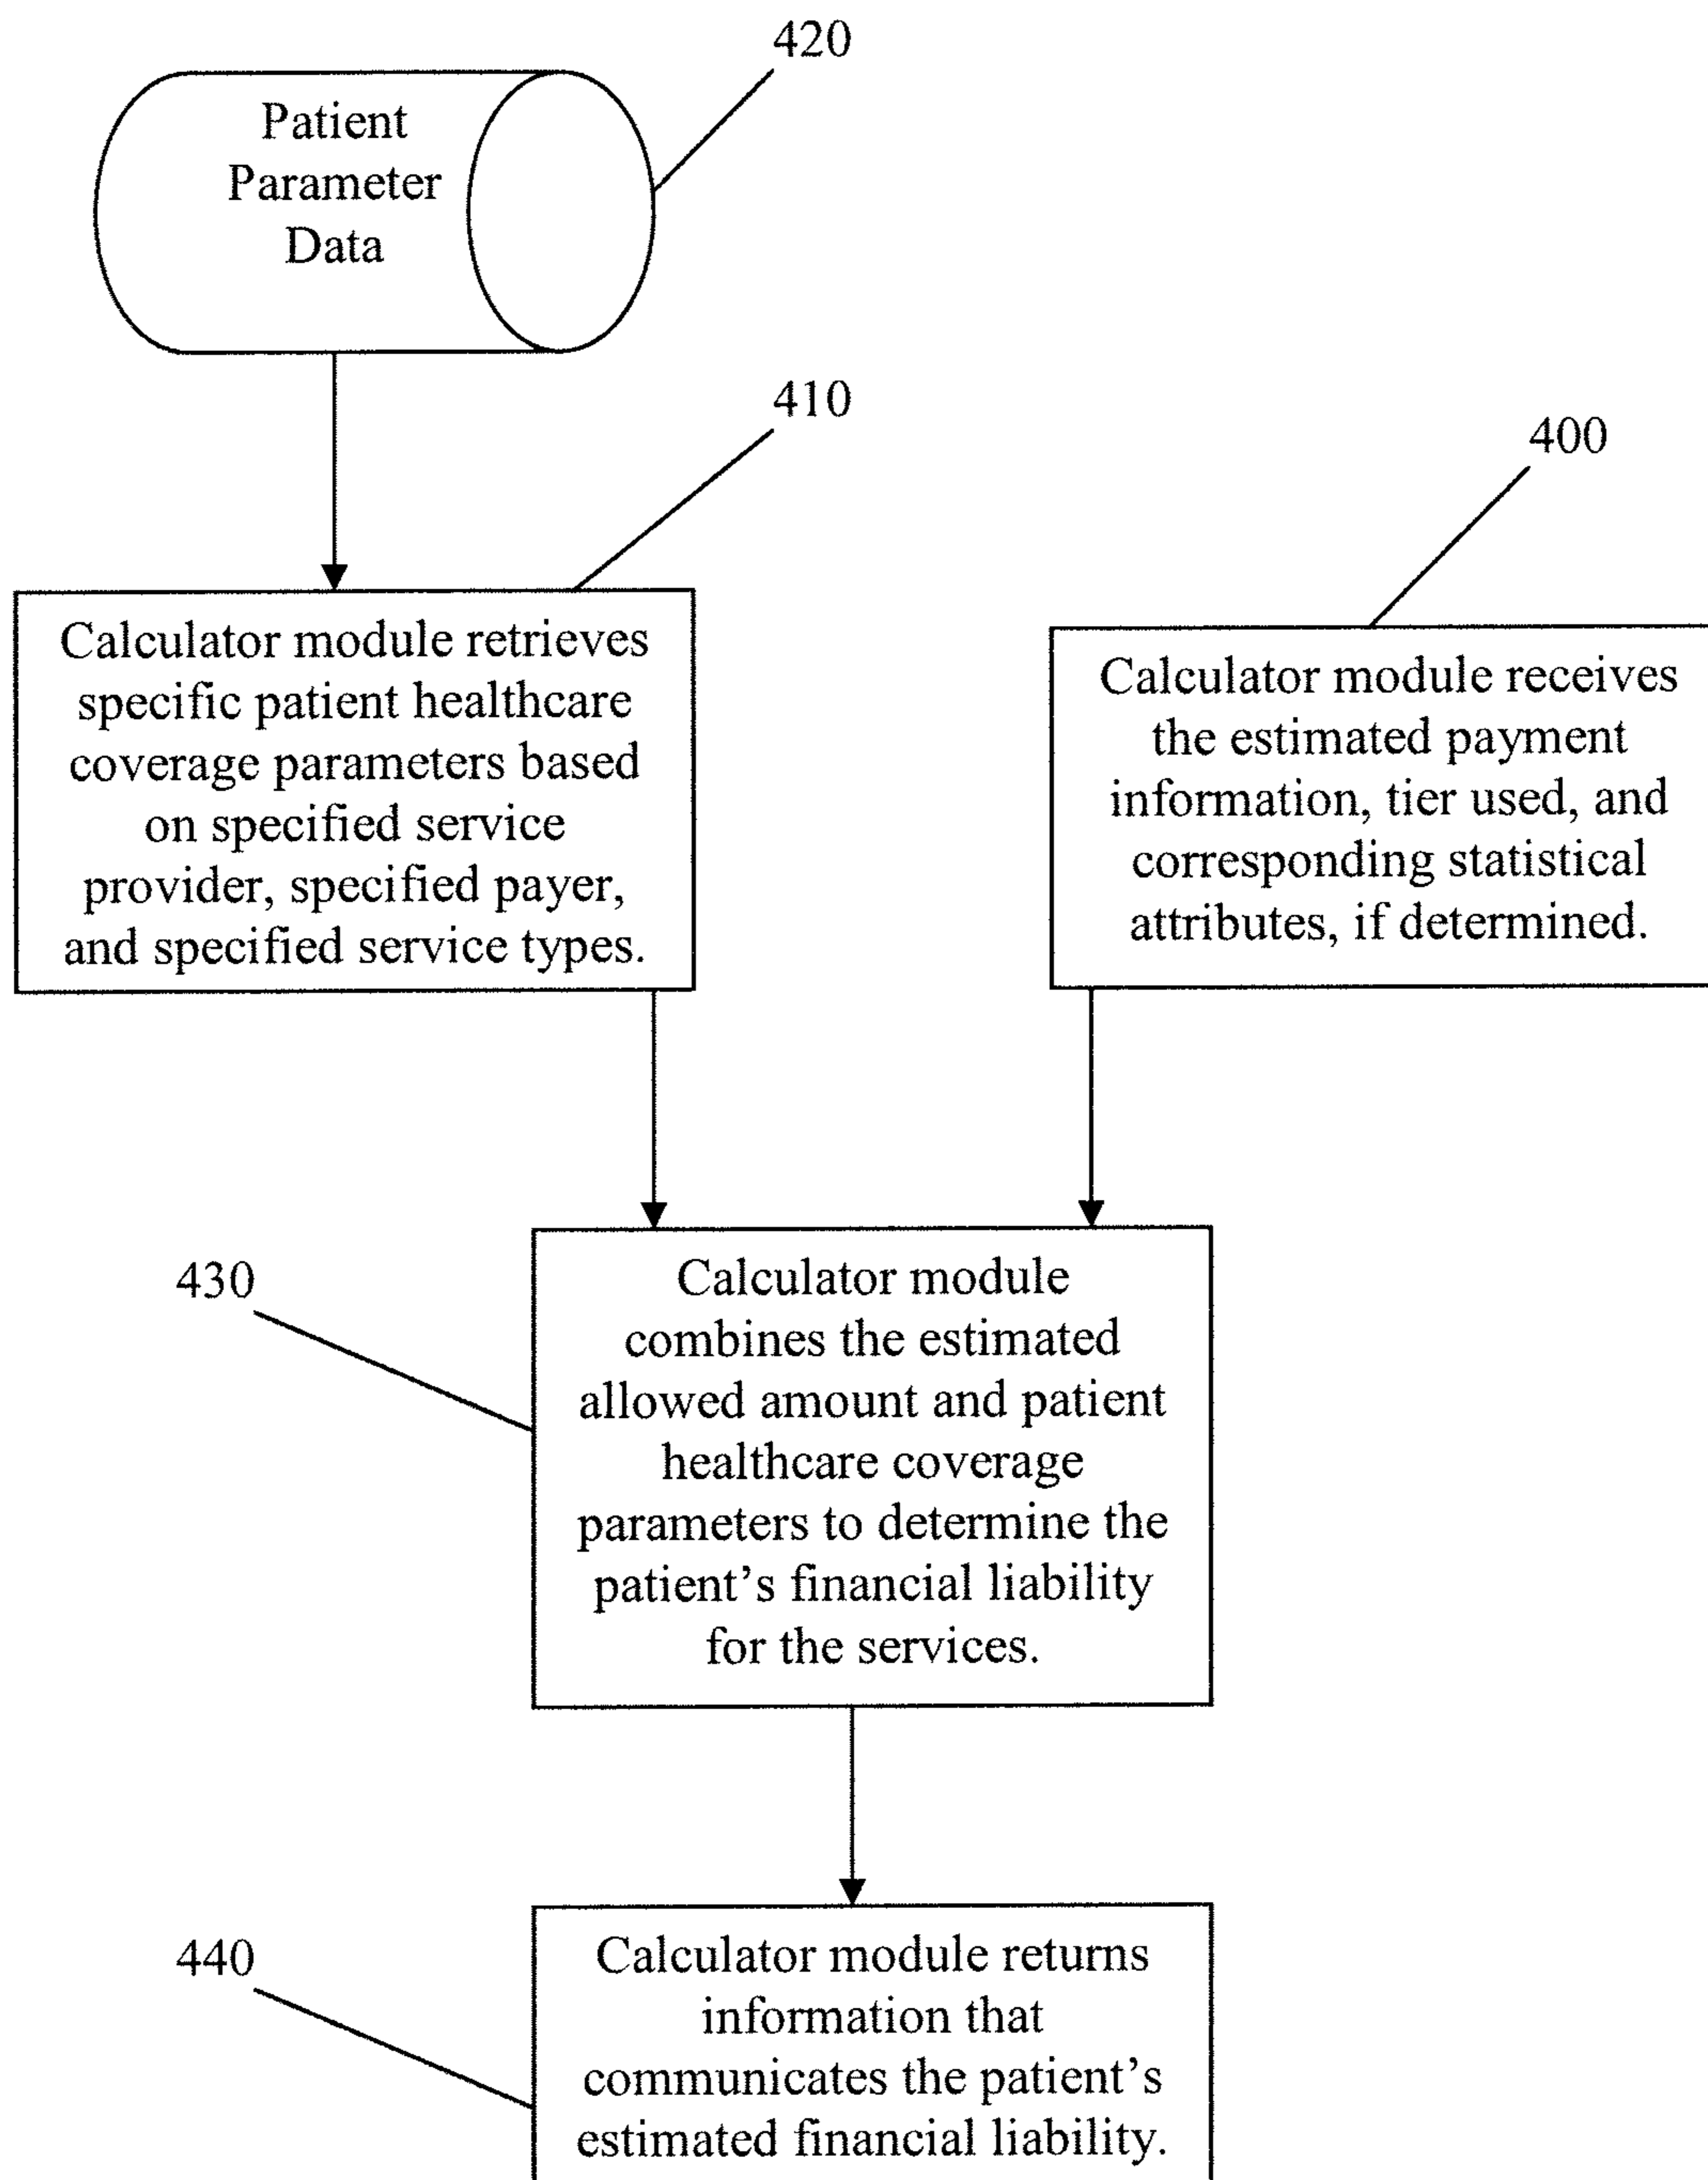 420
Patient
Parameter
Data
410
400
Calculator module retrieves
specific patient healthcare
coverage parameters based
on specified service
provider, specified payer,
and specified service types.
Calculator module receives
the estimated payment
information, tier used, and
corresponding statistical
attributes, if determined.
430
Calculator module
combines the estimated
allowed amount and patient
healthcare coverage
parameters to determine the
patient’s financial liability
for the services.
440
Calculator module returns
information that
communicates the patient’s
estimated financial liability.